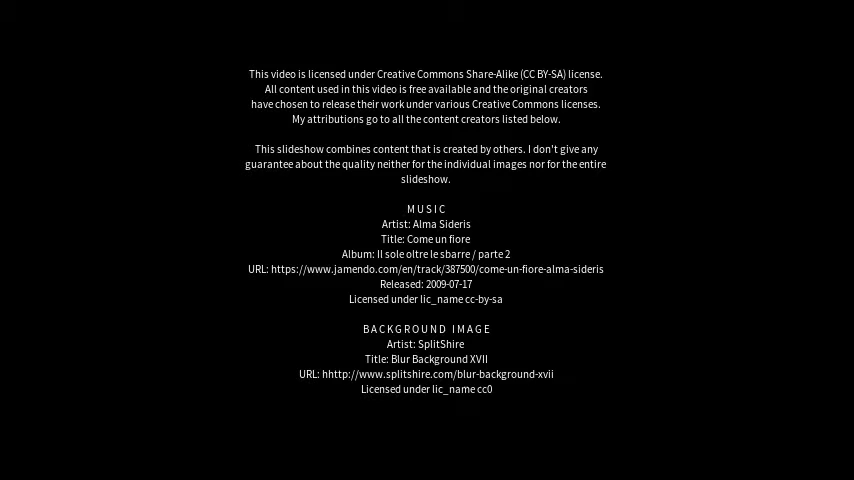 This video is licensed under Creative Commons Share-Alike (CC BY-SA) license.
All content used in this video is free available and the original creators
have chosen to release their work under various Creative Commons licenses.
My attributions go to all the content creators listed below.
This slideshow combines content that is created by others. I don't give any
guarantee about the quality neither for the individual images nor for the entire
slideshow.
MUSIC
Artist: Alma Sideris
Title: Come un fiore
Album: Il sole oltre le sbarre / parte 2
URL: https://www.jamendo.com/en/track/387500/come-un-fiore-alma-sideris
Released: 2009-07-17
Licensed under lic_name cc-by-sa
BACKGROUND IMAGE
Artist: SplitShire
Title: Blur Background XVII
URL: hhttp://www.splitshire.com/blur-background-xvii
Licensed under lic_name cc0